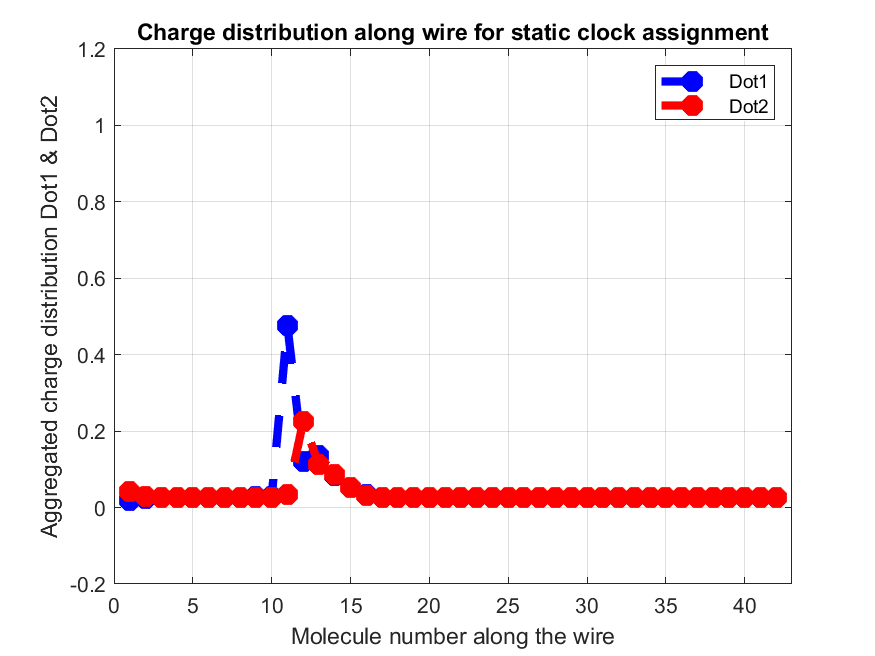 Charge distribution along wire for static clock assignment
Dot1
Dot2
Aggregated charge distribution Dot1 & Dot2
1.2
1
0.8
0.6
0.4
0.2
0
-0.2
0 5 10 15 20 25 30 35 40
Molecule number along the wire